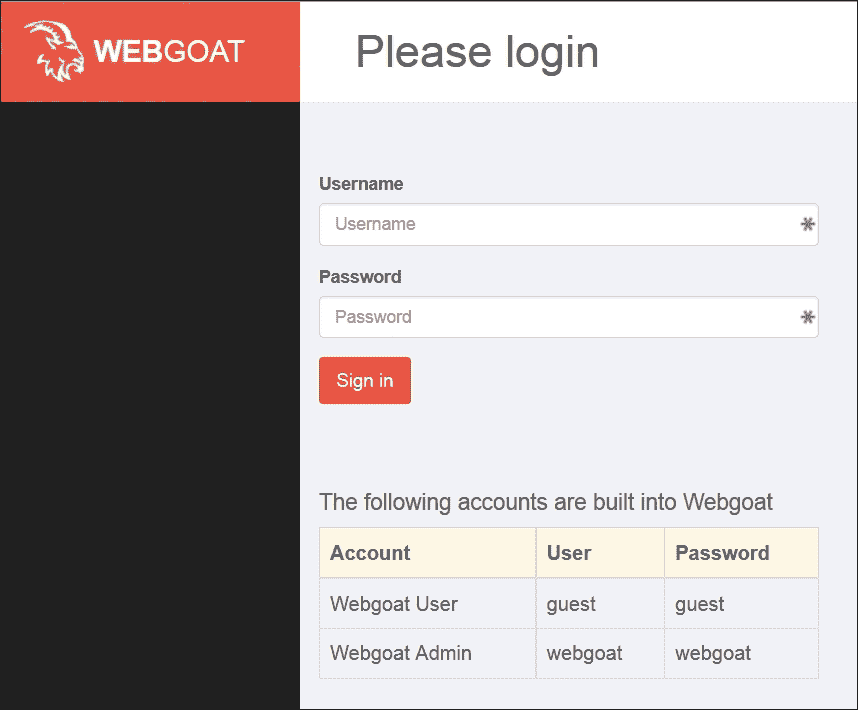 WEBGOAT
Please login
Username
Username
Password
Password
Sign in
The following accounts are built into Webgoat
Account User Password
Webgoat User guest guest
Webgoat Admin webgoat webgoat